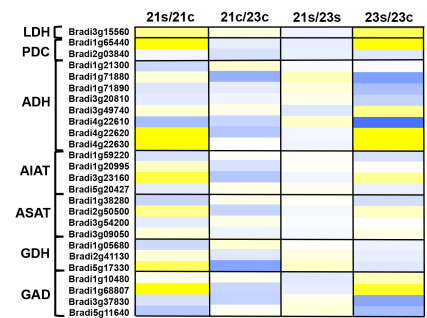 21s/21c 21c/23c 21s/23s 23s/23c
LDH Bradi3g15560
PDC Bradi1g65440
Bradi2g03840
ADH Bradi1g21300
Bradi1g71880
Bradi1g71890
Bradi3g20810
Bradi3g49740
Bradi4g22610
Bradi4g22620
Bradi4g22630
AlAT Bradi1g59220
Bradi1g20995
Bradi3g23160
Bradi5g20427
ASAT Bradi1g38280
Bradi2g50500
Bradi3g54200
Bradi3g09050
GDH Bradi1g05680
Bradi2g41130
Bradi5g17330
GAD Bradi1g10480
Bradi1g68807
Bradi3g37830
Bradi5g11640